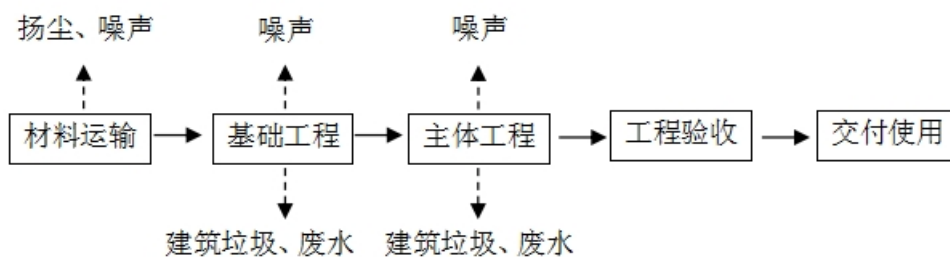 扬尘、噪声 噪声 噪声
材料运输 基础工程 主体工程 工程验收 交付使用
建筑垃圾、废水 建筑垃圾、废水